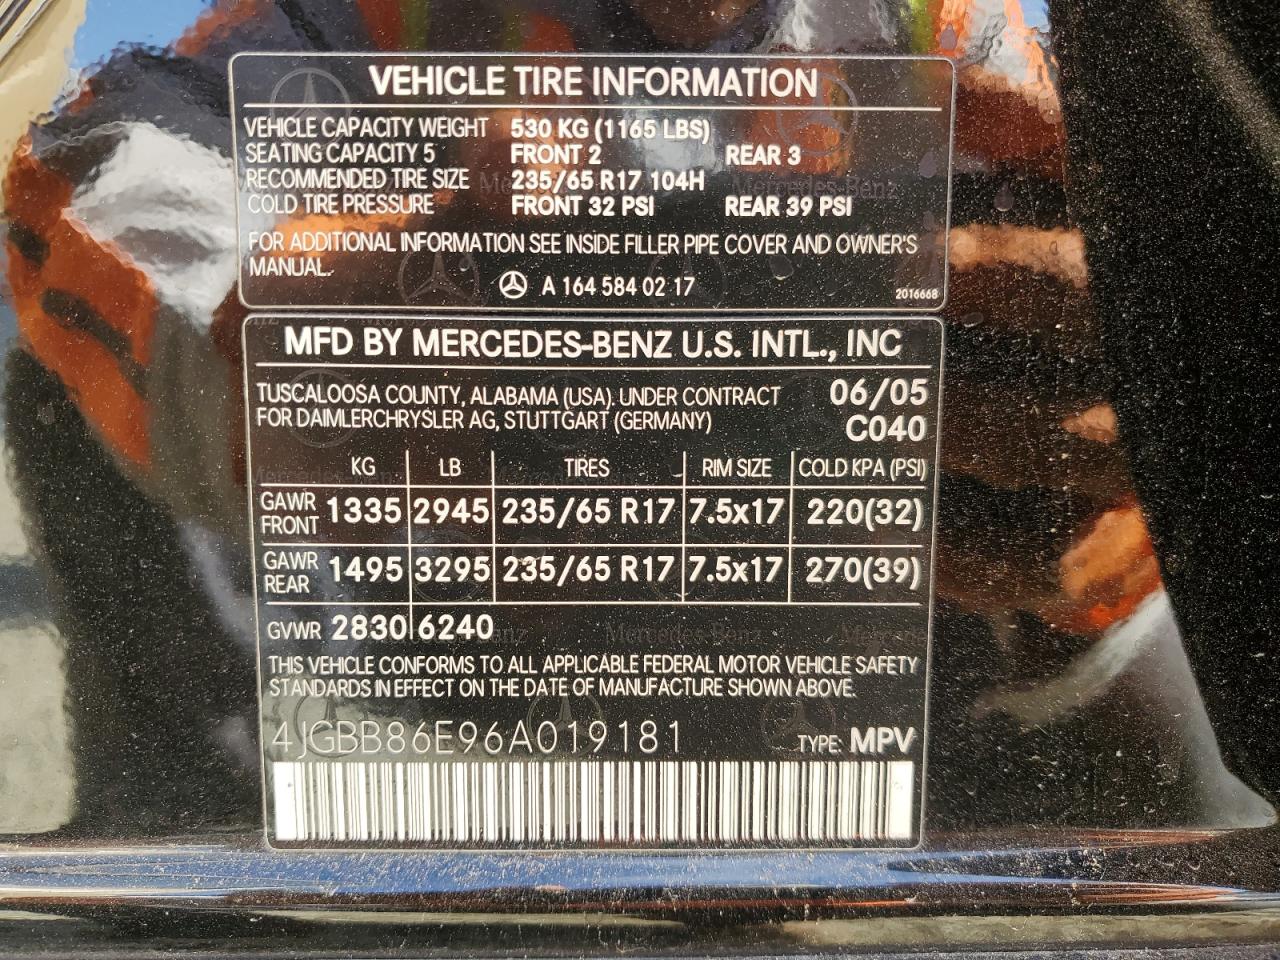 VEHICLE TIRE INFORMATION
VEHICLE CAPACITY WEIGHT 530 KG (1165 LBS)
SEATING CAPACITY 5 FRONT 2 REAR 3
RECOMMENDED TIRE SIZE 235/65 R17 104H
COLD TIRE PRESSURE FRONT 32 PSI REAR 39 PSI
FOR ADDITIONAL INFORMATION SEE INSIDE FILLER PIPE COVER AND OWNER'S
MANUAL.
A 164 584 02 17 2016668
MFD BY MERCEDES-BENZ U.S. INTL., INC
TUSCALOOSA COUNTY, ALABAMA (USA). UNDER CONTRACT 06/05
FOR DAIMLERCHRYSLER AG, STUTTGART (GERMANY) C040
KG LB TIRES RIM SIZE COLD KPA (PSI)
GAWR FRONT 1335 2945 235/65 R17 7.5x17 220(32)
GAWR REAR 1495 3295 235/65 R17 7.5x17 270(39)
GVWR 2830 6240
THIS VEHICLE CONFORMS TO ALL APPLICABLE FEDERAL MOTOR VEHICLE SAFETY
STANDARDS IN EFFECT ON THE DATE OF MANUFACTURE SHOWN ABOVE.
4JGBB86E96A019181 TYPE: MPV